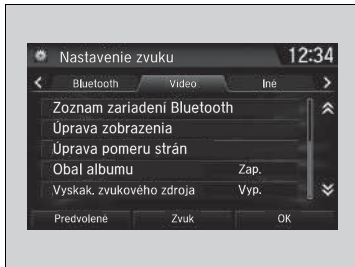 Nastavenie zvuku 12:34
Bluetooth Video Iné
Zoznam zariadení Bluetooth
Úprava zobrazenia
Úprava pomeru strán
Obal albumu Zap.
Vyskak. zvukového zdroja Vyp.
Predvolené Zvuk OK